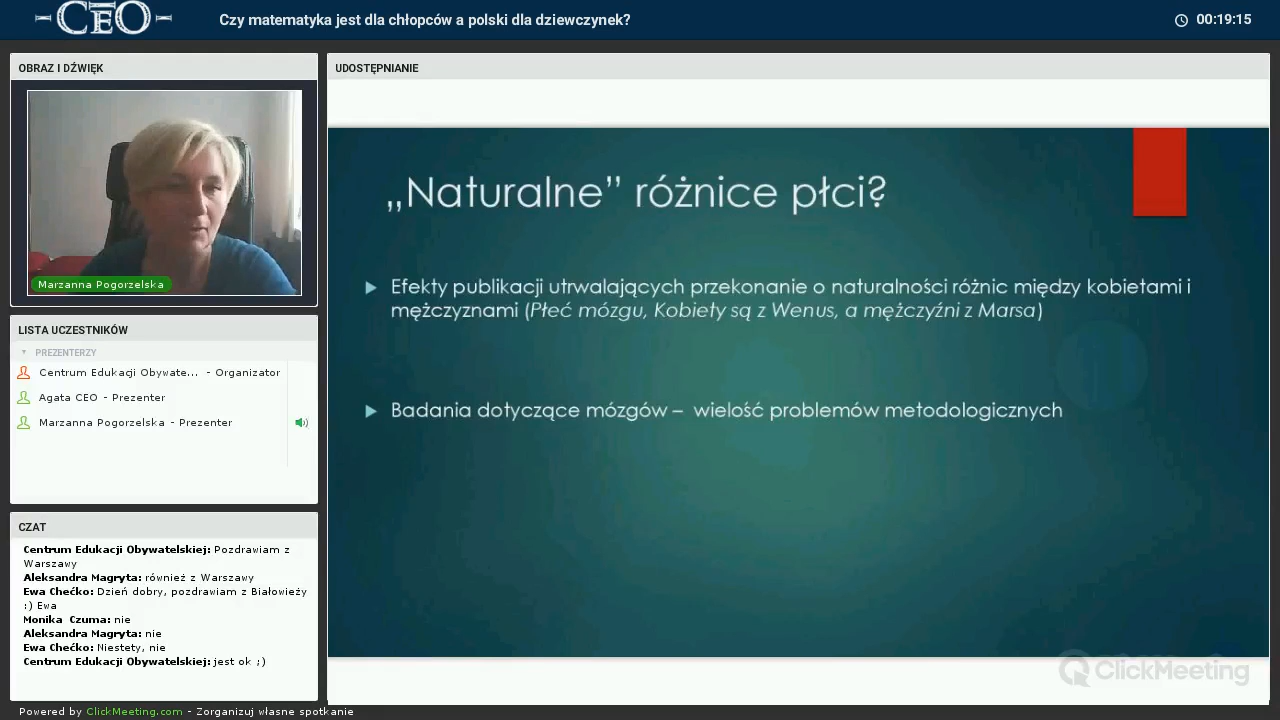 CEO
Czy matematyka jest dla chłopców a polski dla dziewczynek?
00:19:15
OBRAZ I DŹWIĘK
Marzanna Pogorzelska
LISTA UCZESTNIKÓW
PREZENTERZY
Centrum Edukacji Obywate... - Organizator
Agata CEO - Prezenter
Marzanna Pogorzelska - Prezenter
CZAT
Centrum Edukacji Obywatelskiej: Pozdrawiam z
Warszawy
Aleksandra Magryta: również z Warszawy
Ewa Chećko: Dzień dobry, pozdrawiam z Białowieży
:) Ewa
Monika Czuma: nie
Aleksandra Magryta: nie
Ewa Chećko: Niestety, nie
Centrum Edukacji Obywatelskiej: jest ok ;)
UDOSTĘPNIANIE
„Naturalne” różnice płci?
Efekty publikacji utrwalających przekonanie o naturalności różnic między kobietami i
mężczyznami (Płeć mózgu, Kobiety są z Wenus, a mężczyźni z Marsa)
Badania dotyczące mózgów – wielość problemów metodologicznych
ClickMeeting
Powered by ClickMeeting.com - Zorganizuj własne spotkanie